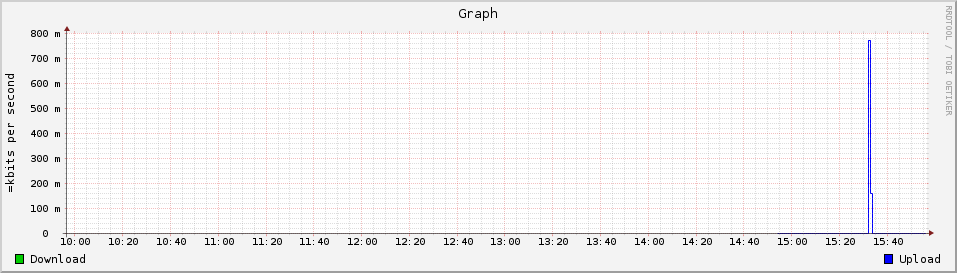 Graph
RRDTOOL / TOBI OETIKER
=kbits per second
800 m
700 m
600 m
500 m
400 m
300 m
200 m
100 m
0
10:00 10:20 10:40 11:00 11:20 11:40 12:00 12:20 12:40 13:00 13:20 13:40 14:00 14:20 14:40 15:00 15:20 15:40
Download Upload